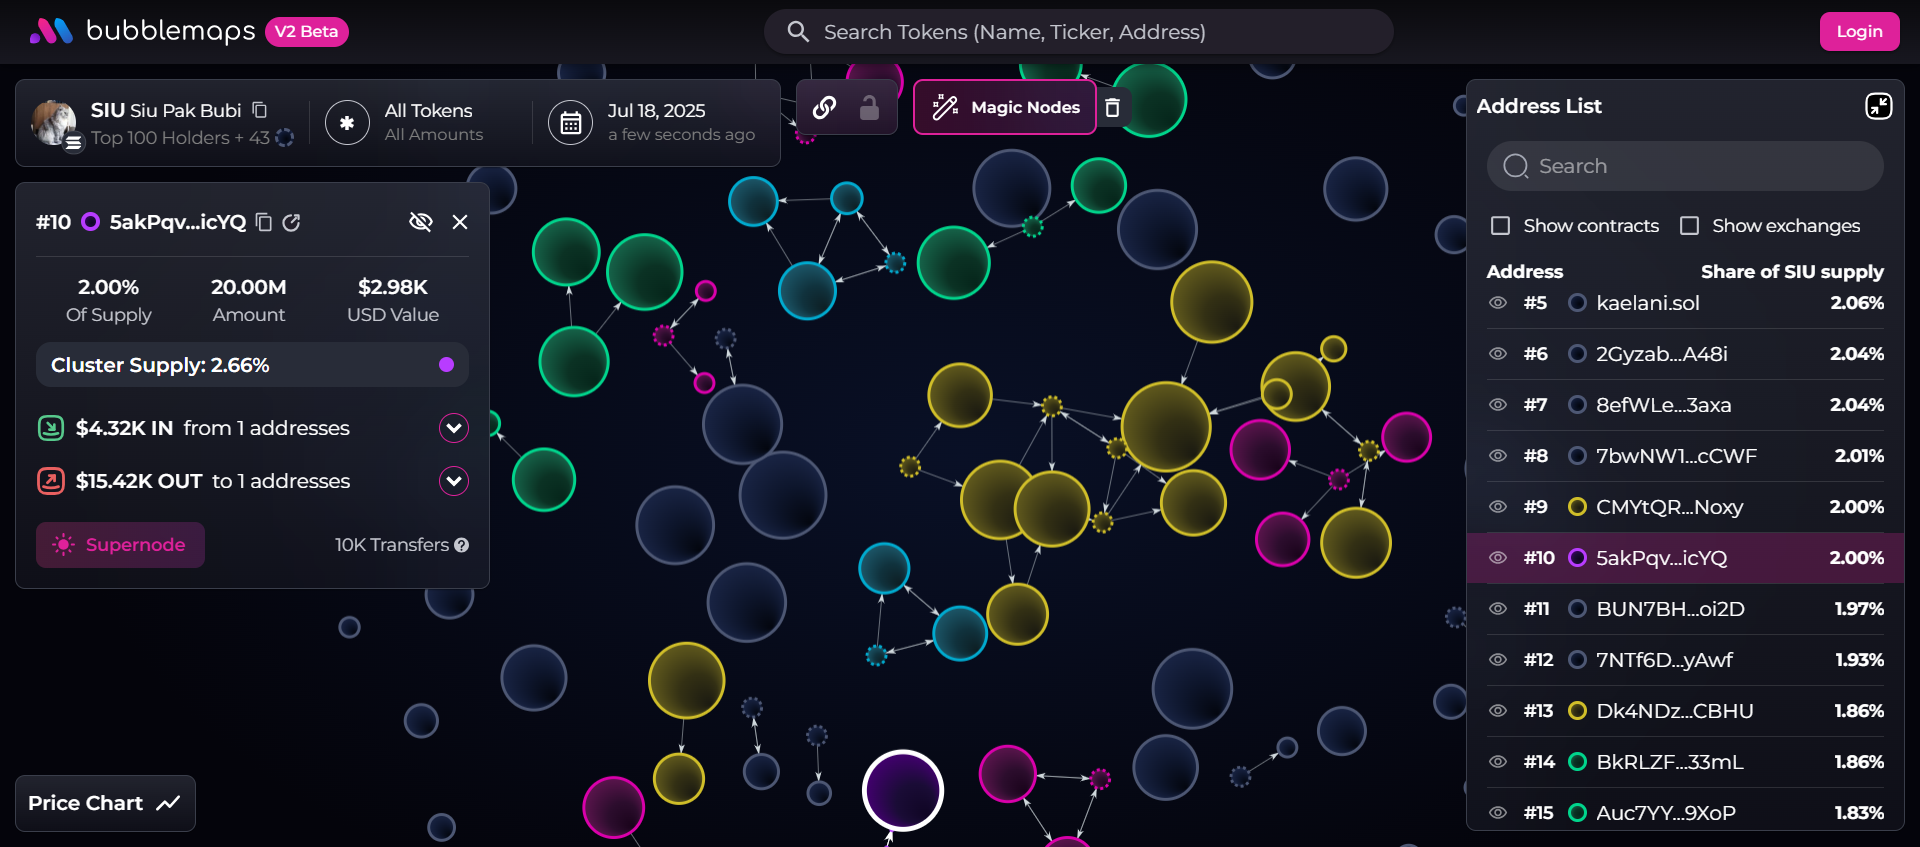 bubblemaps V2 Beta
Search Tokens (Name, Ticker, Address)
Login
SIU Siu Pak Bubi
Top 100 Holders + 43
All Tokens
All Amounts
Jul 18, 2025
a few seconds ago
Magic Nodes
#10 5akPqv...icYQ
2.00%
Of Supply
20.00M
Amount
$2.98K
USD Value
Cluster Supply: 2.66%
$4.32K IN from 1 addresses
$15.42K OUT to 1 addresses
Supernode
10K Transfers ?
Price Chart
Address List
Search
Show contracts Show exchanges
Address Share of SIU supply
#5 kaelani.sol 2.06%
#6 2Gyzab...A48i 2.04%
#7 8efWLe...3axa 2.04%
#8 7bwNW1...cCWF 2.01%
#9 CMYtQR...Noxy 2.00%
#10 5akPqv...icYQ 2.00%
#11 BUN7BH...oi2D 1.97%
#12 7NTf6D...yAwf 1.93%
#13 Dk4NDz...CBHU 1.86%
#14 BkRLZF...33mL 1.86%
#15 Auc7YY...9XoP 1.83%